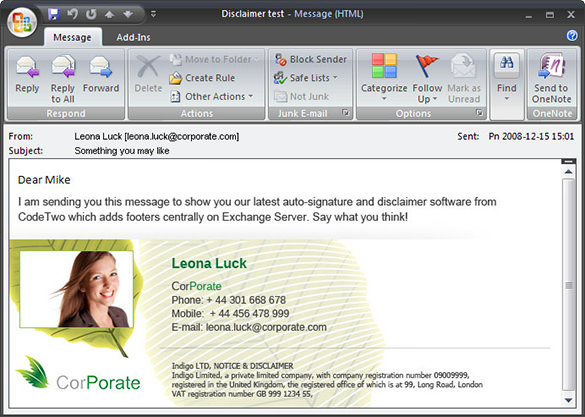 Disclaimer test - Message (HTML)
Message
Add-Ins
Reply
Reply to All
Forward
Respond
Delete
Move to Folder
Create Rule
Other Actions
Actions
Block Sender
Safe Lists
Not Junk
Junk E-mail
Categorize
Follow Up
Mark as Unread
Options
Find
Send to OneNote
OneNote
From: Leona Luck [leona.luck@corporate.com]
Sent: Pn 2008-12-15 15:01
Subject: Something you may like
Dear Mike
I am sending you this message to show you our latest auto-signature and disclaimer software from
CodeTwo which adds footers centrally on Exchange Server. Say what you think!
Leona Luck
CorPorate
Phone: + 44 301 668 678
Mobile: + 44 456 478 999
E-mail: leona.luck@corporate.com
CorPorate
Indigo LTD, NOTICE & DISCLAIMER
Indigo Limited, a private limited company, with company registration number 09009999,
registered in the United Kingdom, the registered office of which is at 99, Long Road, London
VAT registration number GB 999 1234 55,